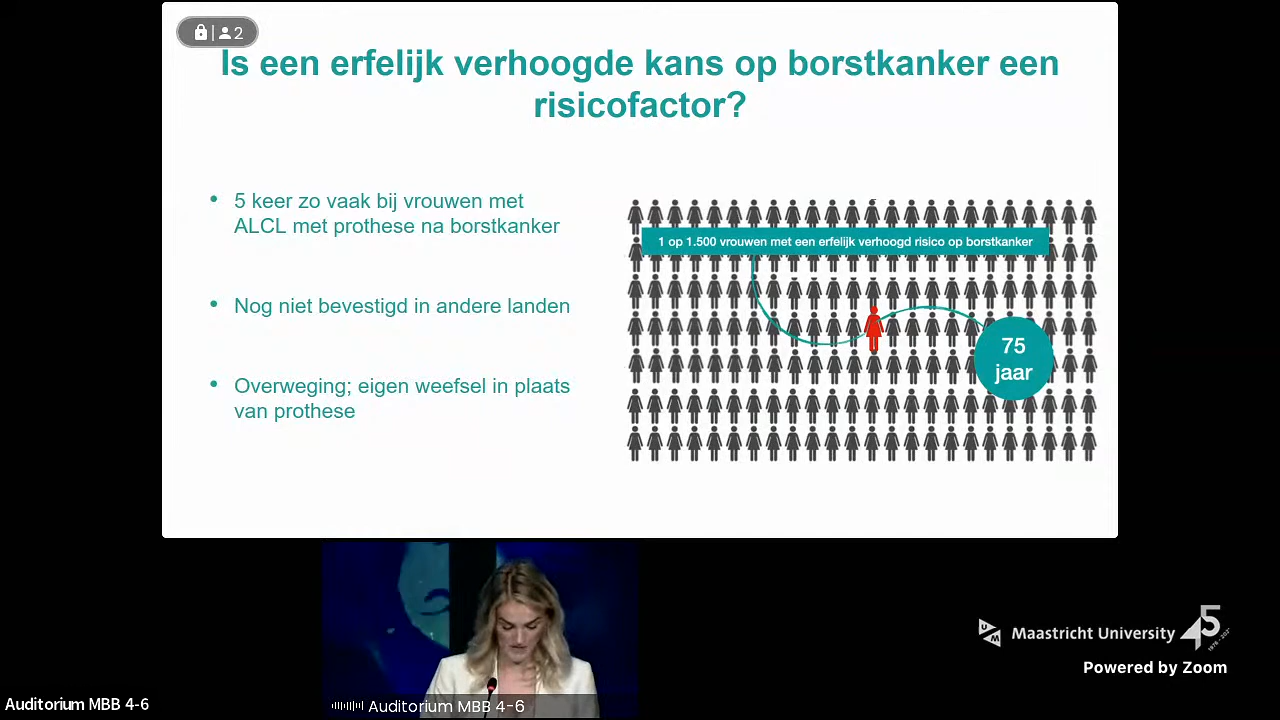 2
Is een erfelijk verhoogde kans op borstkanker een
risicofactor?
• 5 keer zo vaak bij vrouwen met
ALCL met prothese na borstkanker
• Nog niet bevestigd in andere landen
• Overweging; eigen weefsel in plaats
van prothese
1 op 1.500 vrouwen met een erfelijk verhoogd risico op borstkanker
75
jaar
Maastricht University
45
Powered by Zoom
Auditorium MBB 4-6
Auditorium MBB 4-6